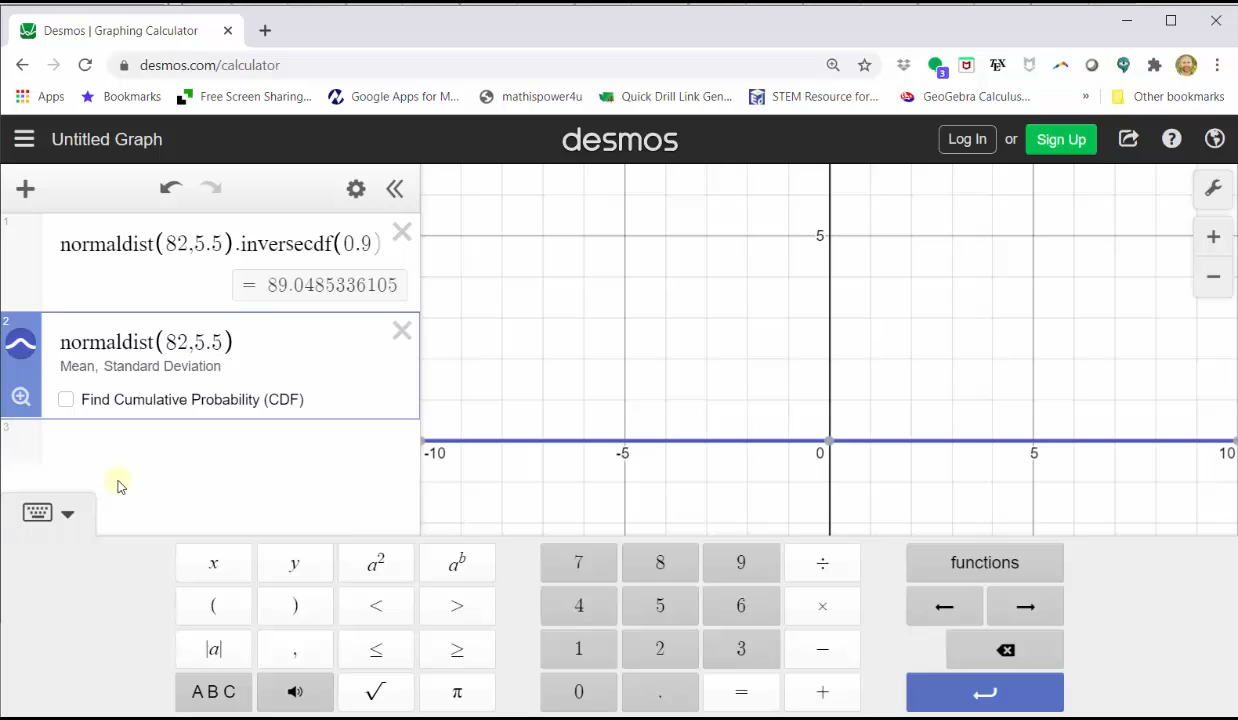 Desmos | Graphing Calculator
desmos.com/calculator
3
TEX
Apps Bookmarks Free Screen Sharing... Google Apps for M... mathispower4u Quick Drill Link Gen... STEM Resource for... GeoGebra Calculus... » Other bookmarks
Untitled Graph desmos Log In or Sign Up
1
normaldist(82,5.5).inversecdf(0.9)
= 89.0485336105
2
normaldist(82,5.5)
Mean, Standard Deviation
Find Cumulative Probability (CDF)
3
5
-10 -5 0 5 10
x y a² aᵇ 7 8 9 ÷ functions
( ) < > 4 5 6 × ← →
|a| , ≤ ≥ 1 2 3 −
A B C √ π 0 . = +